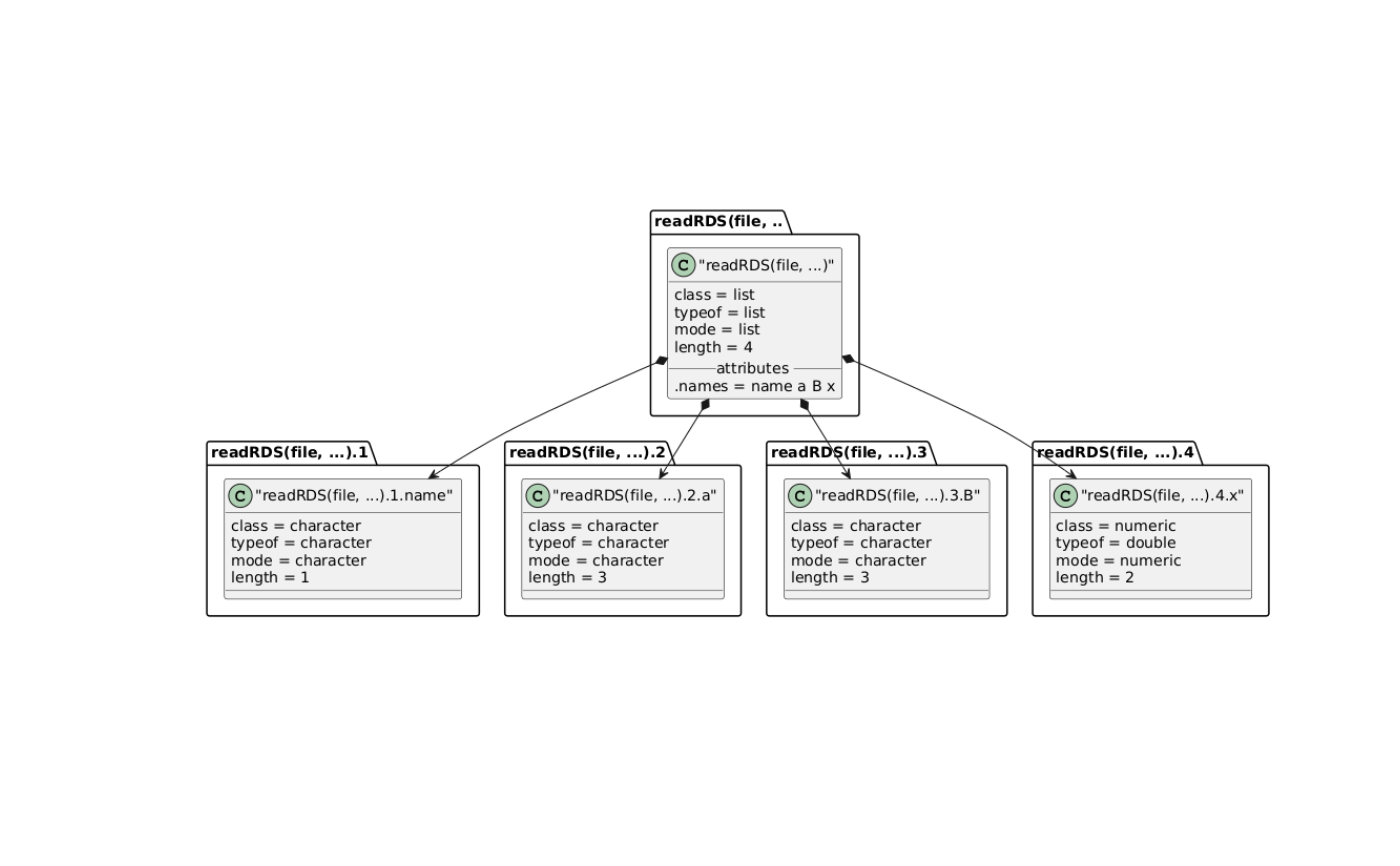 readRDS(file, ..
C "readRDS(file, ...)"
class = list
typeof = list
mode = list
length = 4
attributes
.names = name a B x
readRDS(file, ...).1
C "readRDS(file, ...).1.name"
class = character
typeof = character
mode = character
length = 1
readRDS(file, ...).2
C "readRDS(file, ...).2.a"
class = character
typeof = character
mode = character
length = 3
readRDS(file, ...).3
C "readRDS(file, ...).3.B"
class = character
typeof = character
mode = character
length = 3
readRDS(file, ...).4
C "readRDS(file, ...).4.x"
class = numeric
typeof = double
mode = numeric
length = 2